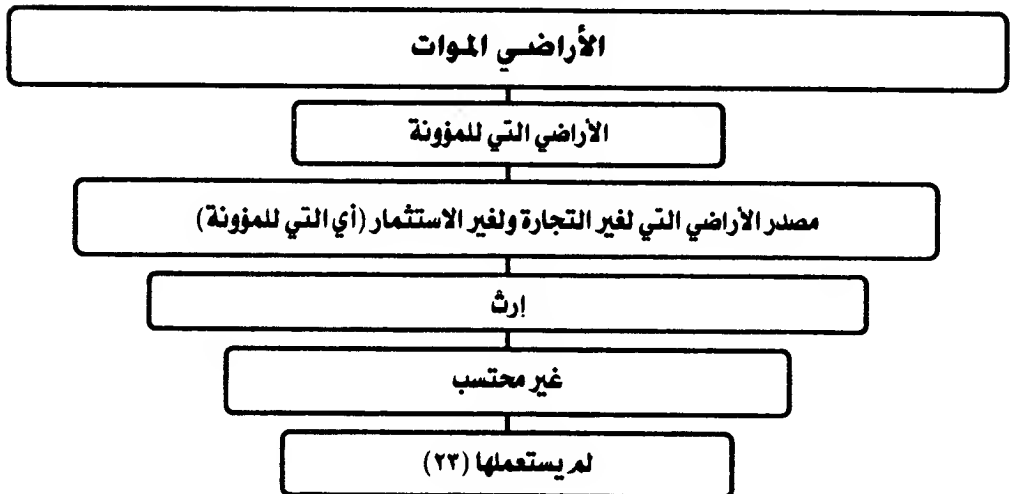 الأراضي الموات
الأراضي التي للمؤونة
مصدر الأراضي التي لغير التجارة ولغير الاستثمار (أي التي للمؤونة)
إرث
غير محتسب
لم يستعملها (٢٣)